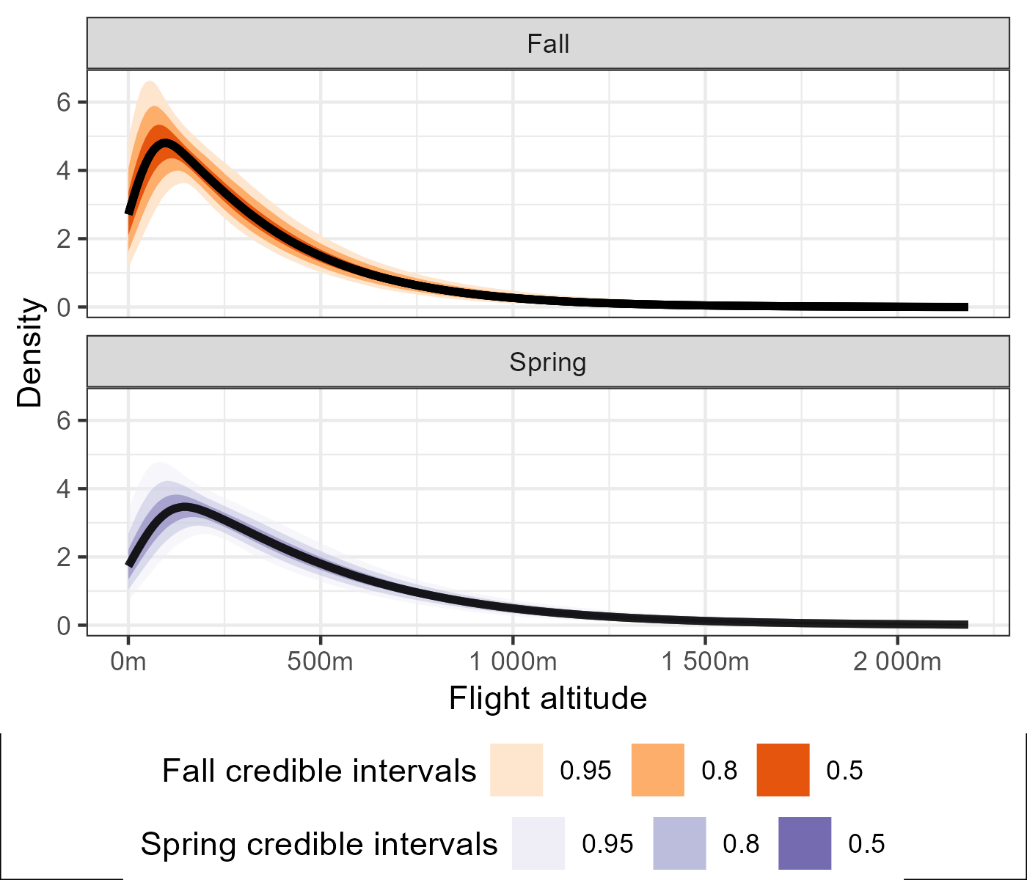 Fall
6
4
2
0
Spring
6
4
2
0
Density
0m 500m 1 000m 1 500m 2 000m
Flight altitude
Fall credible intervals 0.95 0.8 0.5
Spring credible intervals 0.95 0.8 0.5